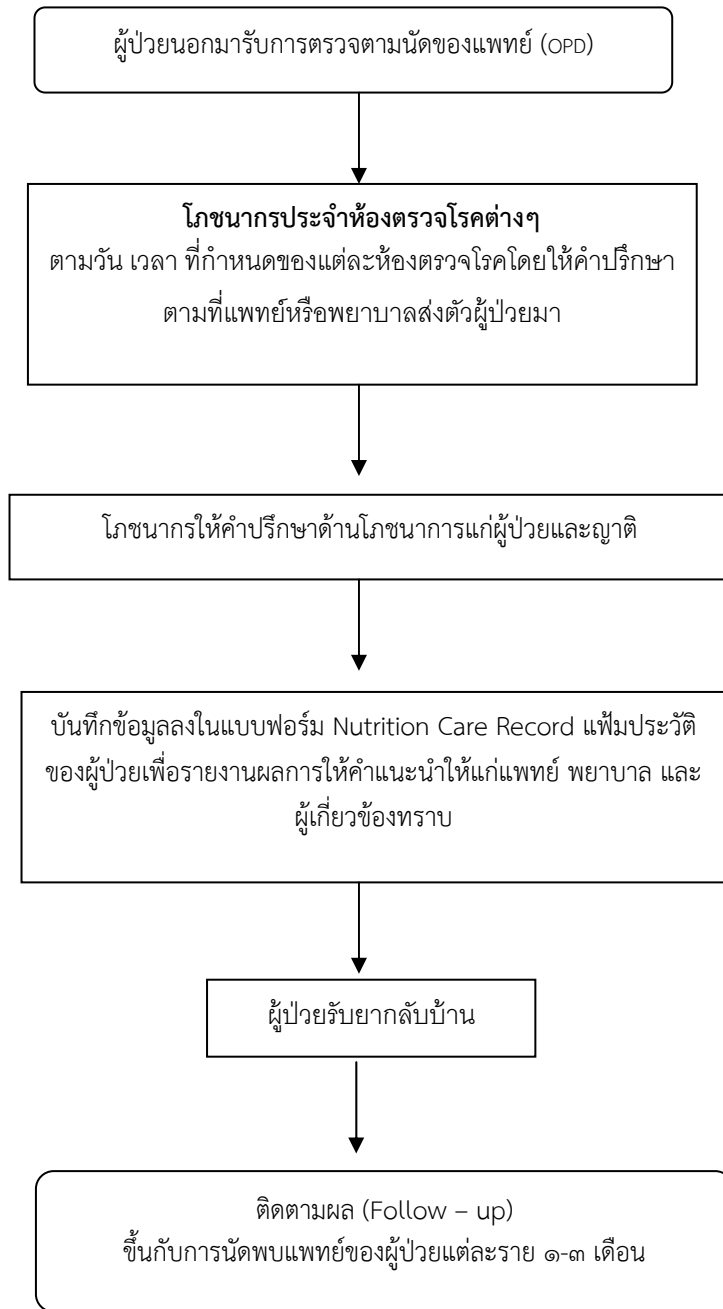 ผู้ป่วยนอกมารับการตรวจตามนัดของแพทย์ (OPD)
โภชนากรประจำห้องตรวจโรคต่างๆ
ตามวัน เวลา ที่กำหนดของแต่ละห้องตรวจโรคโดยให้คำปรึกษา
ตามที่แพทย์หรือพยาบาลส่งตัวผู้ป่วยมา
โภชนากรให้คำปรึกษาด้านโภชนาการแก่ผู้ป่วยและญาติ
บันทึกข้อมูลลงในแบบฟอร์ม Nutrition Care Record แฟ้มประวัติ
ของผู้ป่วยเพื่อรายงานผลการให้คำแนะนำให้แก่แพทย์ พยาบาล และ
ผู้เกี่ยวข้องทราบ
ผู้ป่วยรับยากลับบ้าน
ติดตามผล (Follow – up)
ขึ้นกับการนัดพบแพทย์ของผู้ป่วยแต่ละราย ๑-๓ เดือน